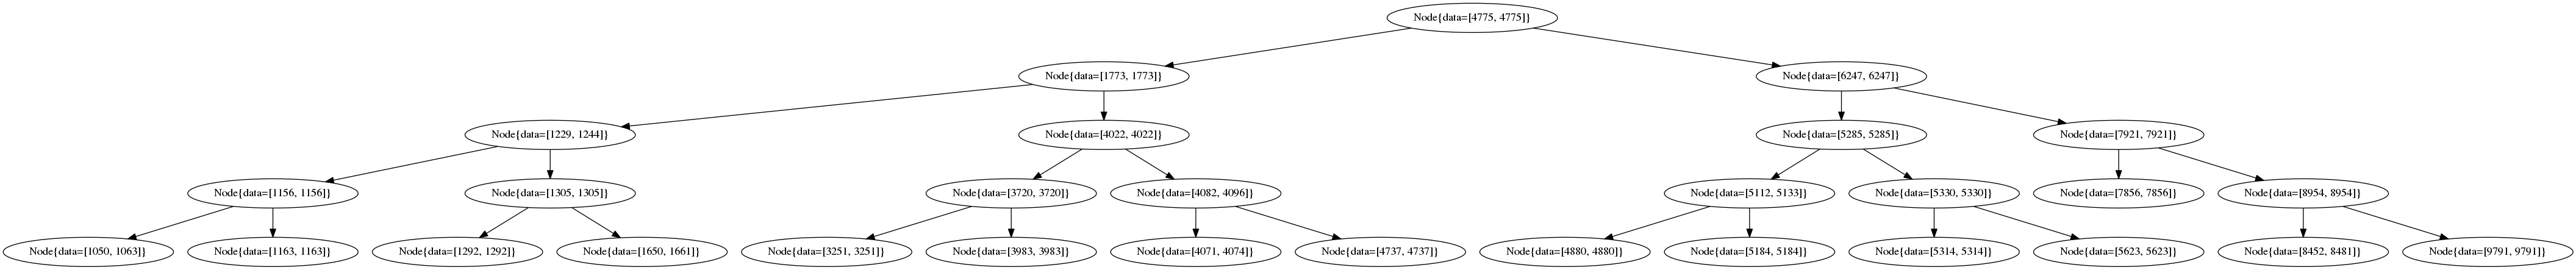 Node{data=[4775, 4775]}
Node{data=[1773, 1773]}
Node{data=[6247, 6247]}
Node{data=[1229, 1244]}
Node{data=[4022, 4022]}
Node{data=[5285, 5285]}
Node{data=[7921, 7921]}
Node{data=[1156, 1156]}
Node{data=[1305, 1305]}
Node{data=[3720, 3720]}
Node{data=[4082, 4096]}
Node{data=[5112, 5133]}
Node{data=[5330, 5330]}
Node{data=[7856, 7856]}
Node{data=[8954, 8954]}
Node{data=[1050, 1063]}
Node{data=[1163, 1163]}
Node{data=[1292, 1292]}
Node{data=[1650, 1661]}
Node{data=[3251, 3251]}
Node{data=[3983, 3983]}
Node{data=[4071, 4074]}
Node{data=[4737, 4737]}
Node{data=[4880, 4880]}
Node{data=[5184, 5184]}
Node{data=[5314, 5314]}
Node{data=[5623, 5623]}
Node{data=[8452, 8481]}
Node{data=[9791, 9791]}